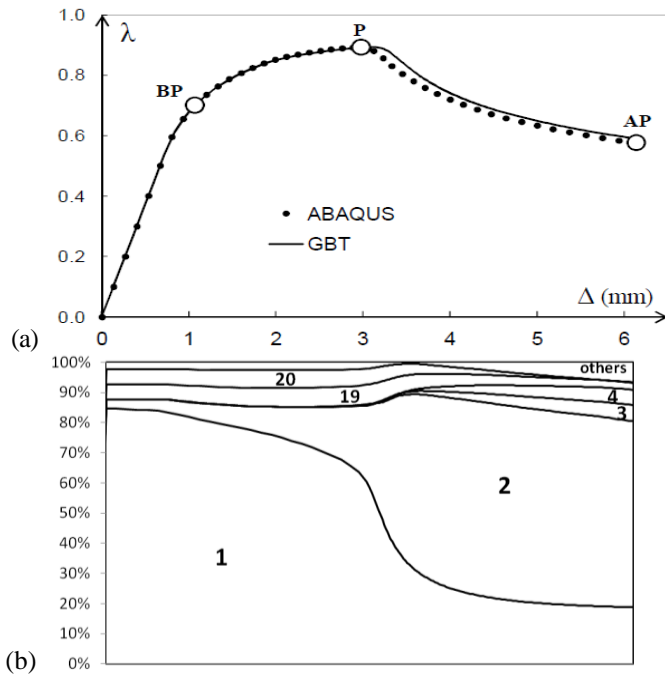 1.0
λ
P
0.8
BP
AP
0.6
0.4
• ABAQUS
— GBT
0.2
Δ (mm)
0.0
(a)
0 1 2 3 4 5 6
100%
others
20
90%
19
4
80%
3
70%
2
60%
50%
40%
1
30%
20%
10%
(b)
0%